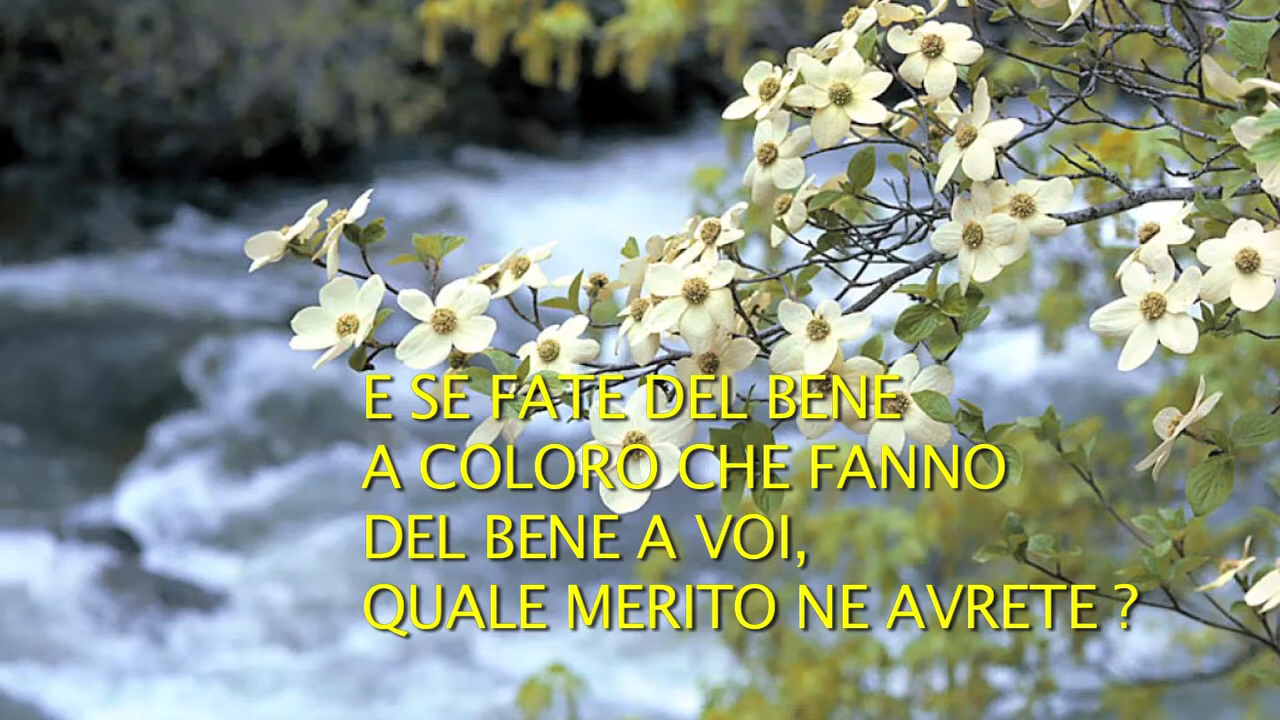 E SE FATE DEL BENE
A COLORO CHE FANNO
DEL BENE A VOI,
QUALE MERITO NE AVRETE ?